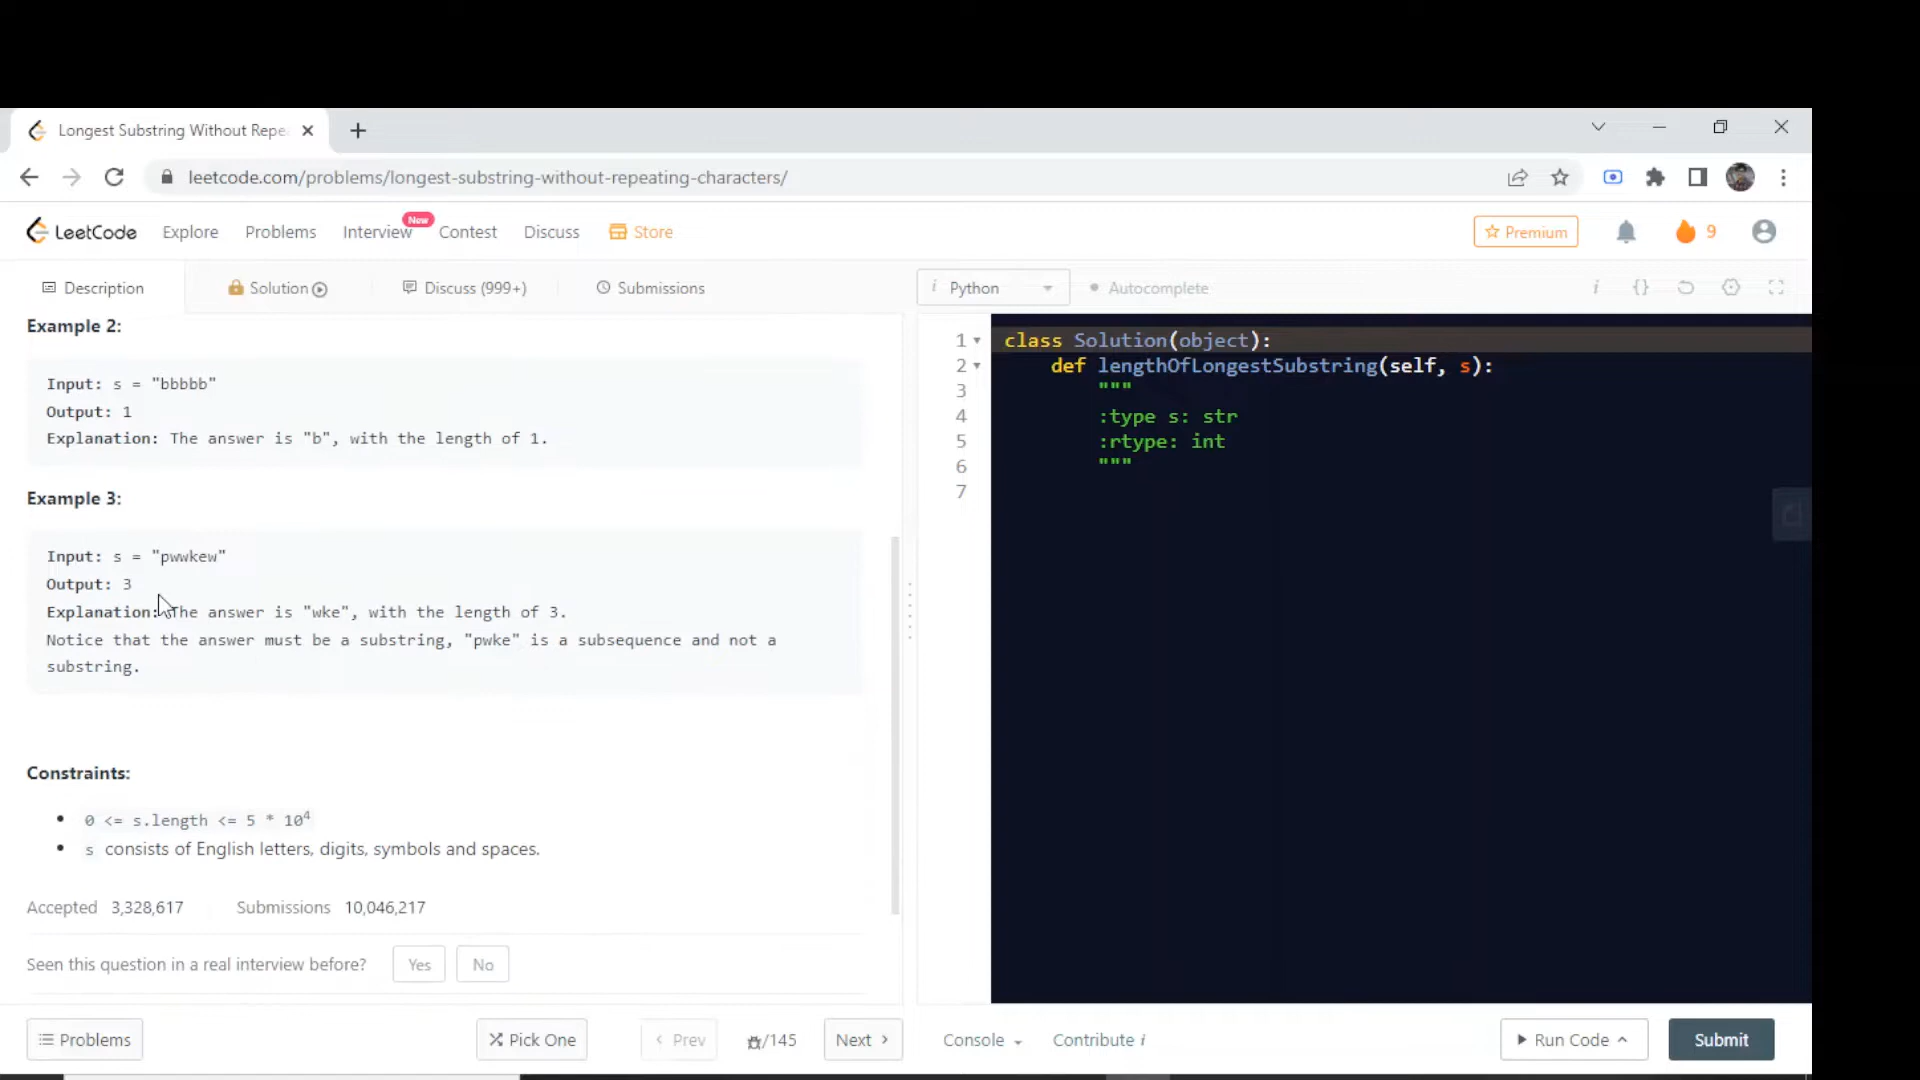 Longest Substring Without Repe
leetcode.com/problems/longest-substring-without-repeating-characters/
LeetCode Explore Problems Interview New Contest Discuss Store Premium 9
Description Solution Discuss (999+) Submissions
Example 2:
Input: s = "bbbbb"
Output: 1
Explanation: The answer is "b", with the length of 1.
Example 3:
Input: s = "pwwkew"
Output: 3
Explanation: The answer is "wke", with the length of 3.
Notice that the answer must be a substring, "pwke" is a subsequence and not a
substring.
Constraints:
0 <= s.length <= 5 * 10⁴
s consists of English letters, digits, symbols and spaces.
Accepted 3,328,617 Submissions 10,046,217
Seen this question in a real interview before? Yes No
Problems Pick One Prev /145 Next
i Python Autocomplete i {}
1 class Solution(object):
2 def lengthOfLongestSubstring(self, s):
3 """
4 :type s: str
5 :rtype: int
6 """
7
Console Contribute i Run Code Submit